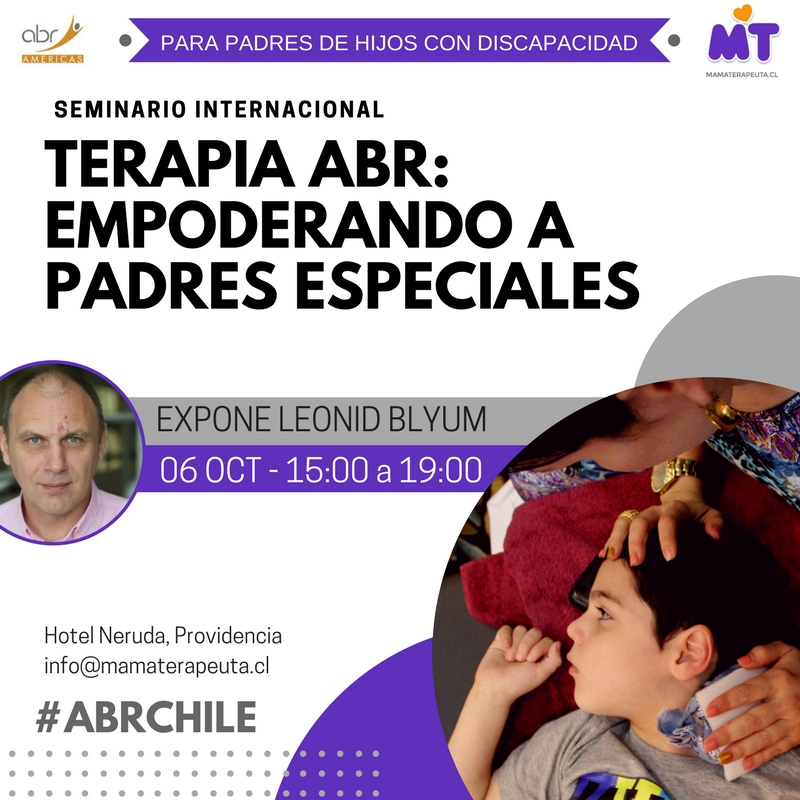 abr
AMERICAS
PARA PADRES DE HIJOS CON DISCAPACIDAD
MT
MAMATERAPEUTA.CL
SEMINARIO INTERNACIONAL
TERAPIA ABR:
EMPODERANDO A
PADRES ESPECIALES
EXPONE LEONID BLYUM
06 OCT - 15:00 a 19:00
Hotel Neruda, Providencia
info@mamaterapeuta.cl
#ABRCHILE